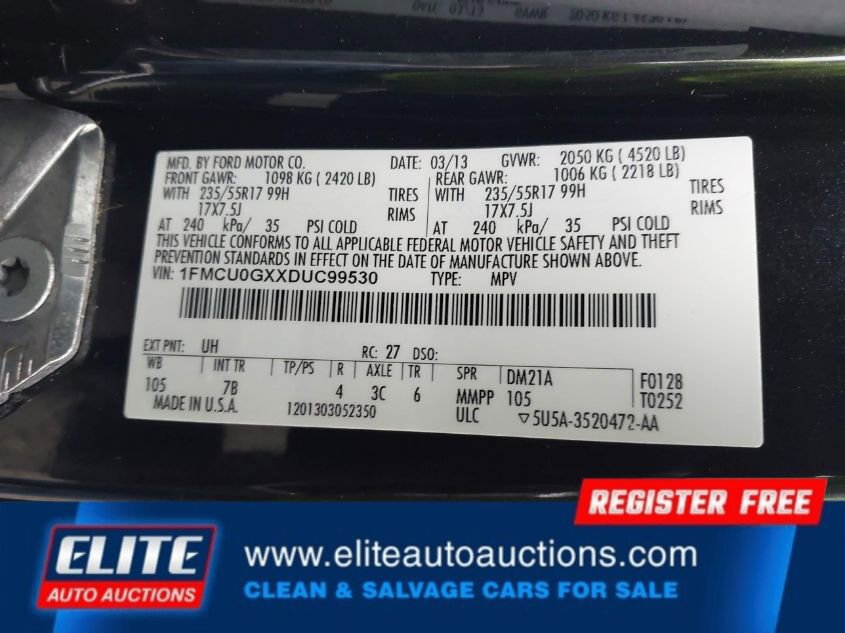 MFD. BY FORD MOTOR CO. DATE: 03/13 GVWR: 2050 KG ( 4520 LB)
FRONT GAWR: 1098 KG ( 2420 LB) REAR GAWR: 1006 KG ( 2218 LB)
WITH 235/55R17 99H TIRES WITH 235/55R17 99H TIRES
17X7.5J RIMS 17X7.5J RIMS
AT 240 kPa/ 35 PSI COLD AT 240 kPa/ 35 PSI COLD
THIS VEHICLE CONFORMS TO ALL APPLICABLE FEDERAL MOTOR VEHICLE SAFETY AND THEFT
PREVENTION STANDARDS IN EFFECT ON THE DATE OF MANUFACTURE SHOWN ABOVE.
VIN: 1FMCU0GXXDUC99530 TYPE: MPV
EXT PNT: UH RC: 27 DSO:
WB INT TR TP/PS R AXLE TR SPR DM21A F0128
105 7B 4 3C 6 MMPP 105 T0252
MADE IN U.S.A. 1201303052350 ULC ▽5U5A-3520472-AA
REGISTER FREE
ELITE
AUTO AUCTIONS
www.eliteautoauctions.com
CLEAN & SALVAGE CARS FOR SALE